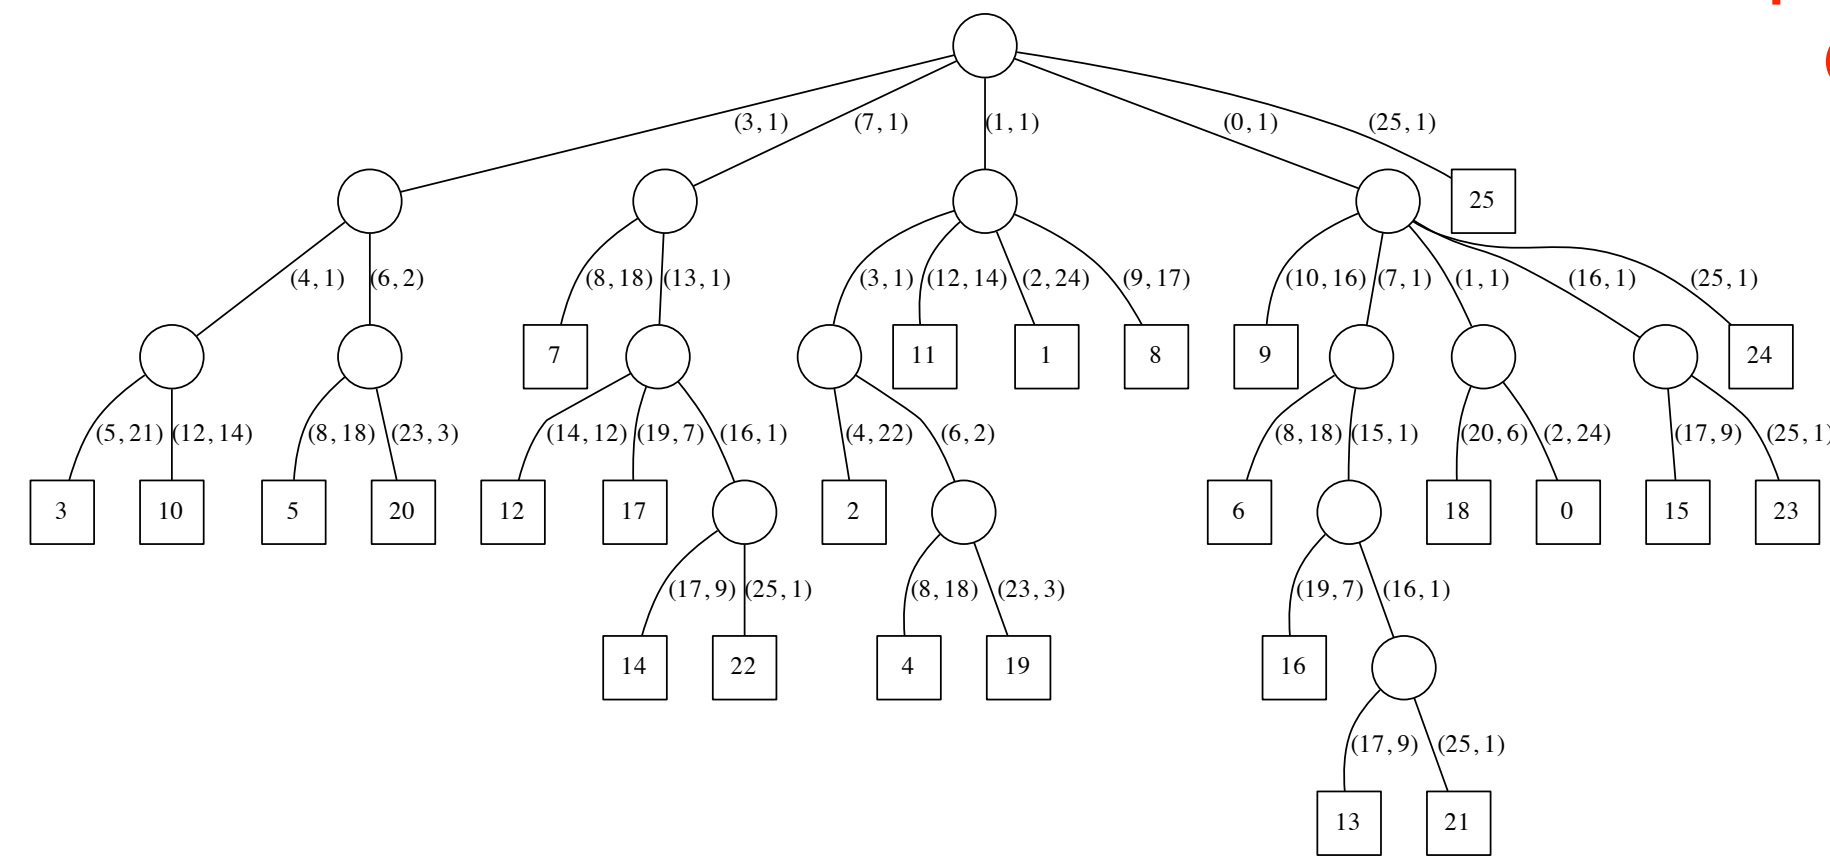 (3, 1) (7, 1) (1, 1) (0, 1) (25, 1)
25
(4, 1) (6, 2) (8, 18) (13, 1) (3, 1) (12, 14) (2, 24) (9, 17) (10, 16) (7, 1) (1, 1) (16, 1) (25, 1)
7 11 1 8 9 24
(5, 21) (12, 14) (8, 18) (23, 3) (14, 12) (19, 7) (16, 1) (4, 22) (6, 2) (8, 18) (15, 1) (20, 6) (2, 24) (17, 9) (25, 1)
3 10 5 20 12 17 2 6 18 0 15 23
(17, 9) (25, 1) (8, 18) (23, 3) (19, 7) (16, 1)
14 22 4 19 16
(17, 9) (25, 1)
13 21